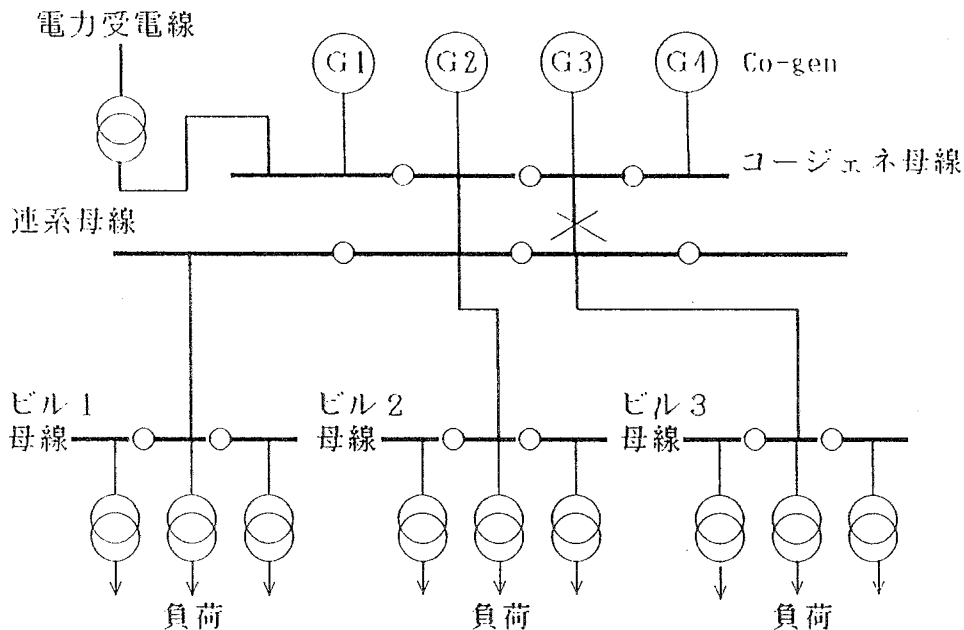 電力受電線
G1 G2 G3 G4 Co-gen
コージェネ母線
連系母線
ビル1
母線
ビル2
母線
ビル3
母線
負荷 負荷 負荷